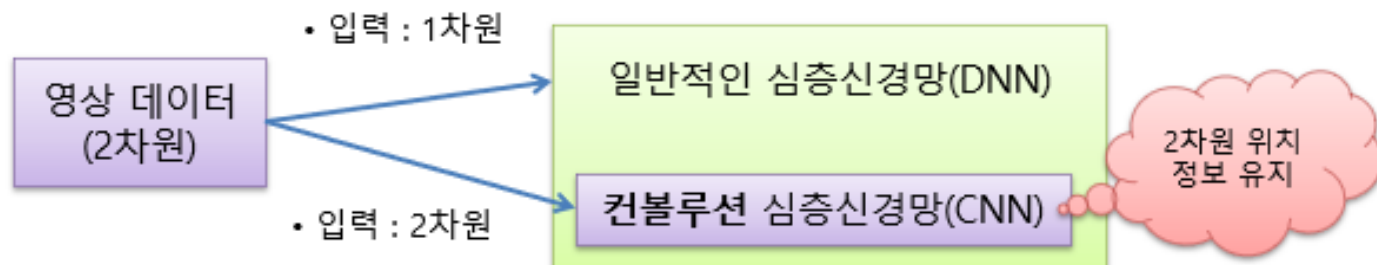 • 입력 : 1차원
영상 데이터
(2차원)
일반적인 심층신경망(DNN)
2차원 위치
정보 유지
컨볼루션 심층신경망(CNN)
• 입력 : 2차원